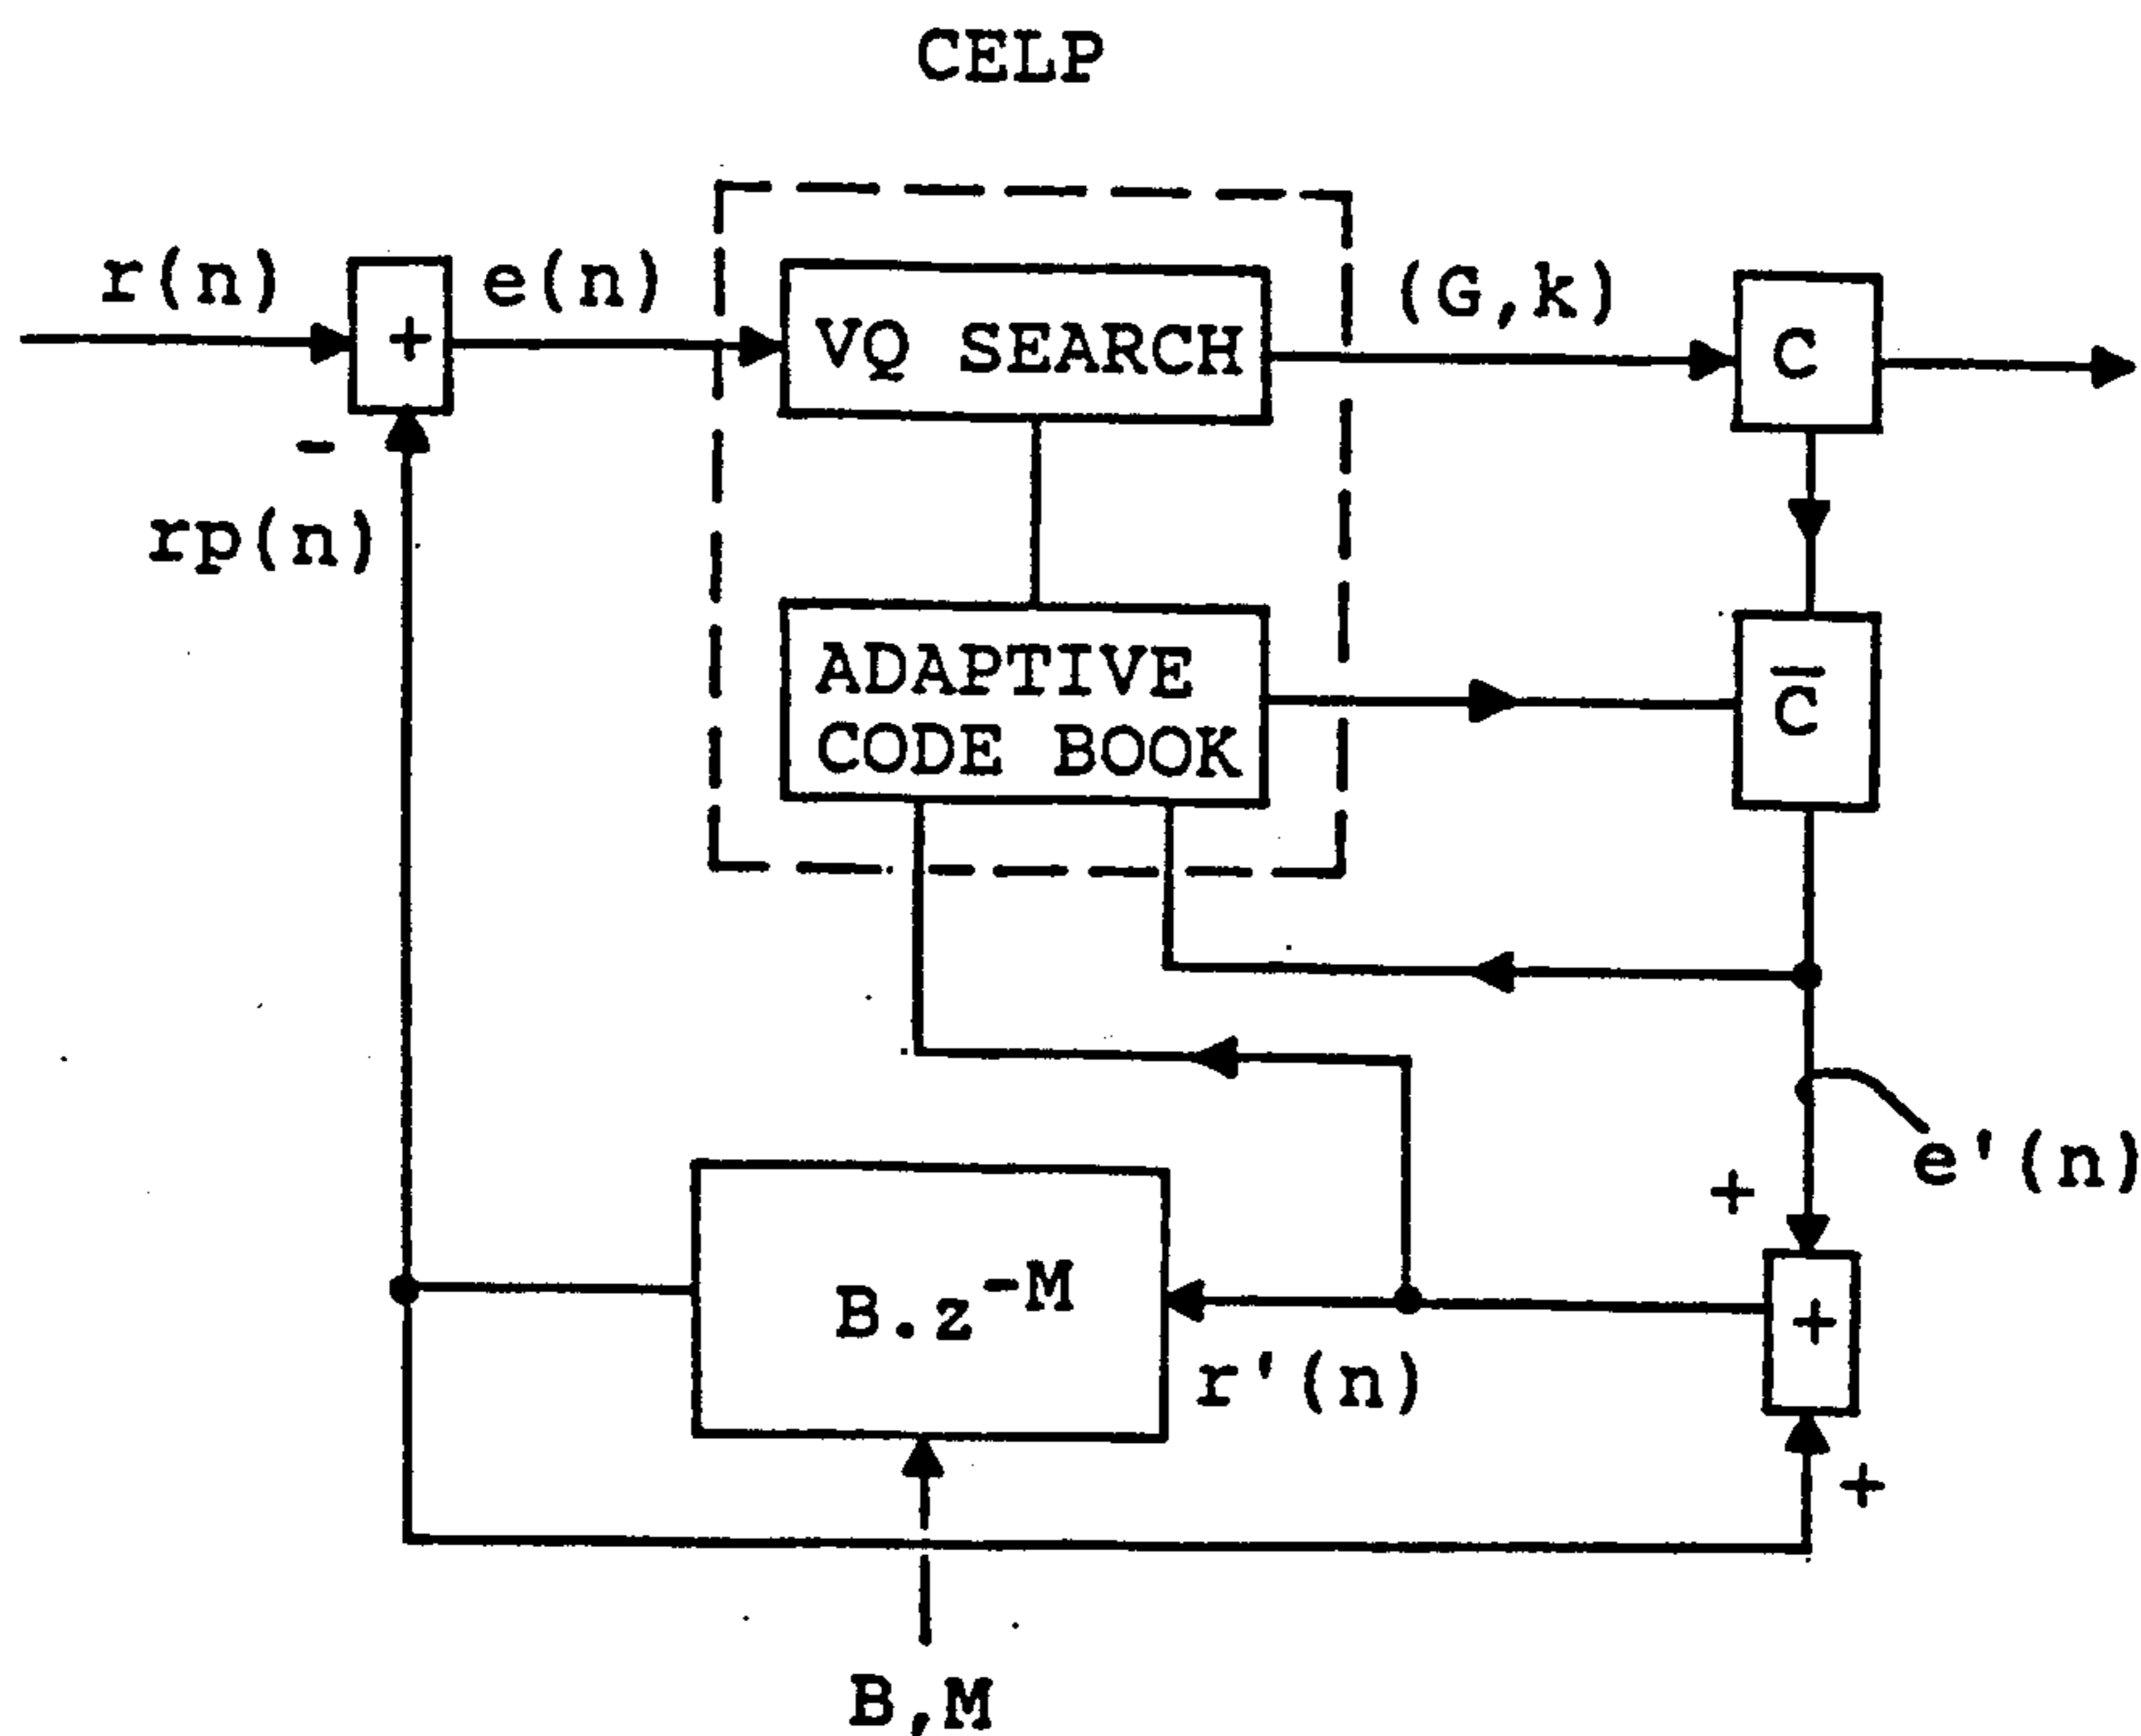 CELP
r(n)
+
e(n)
VQ SEARCH
(G,k)
C
-
rp(n)
ADAPTIVE
CODE BOOK
C̅
e'(n)
+
B.z⁻ᴹ
r'(n)
+
+
B,M